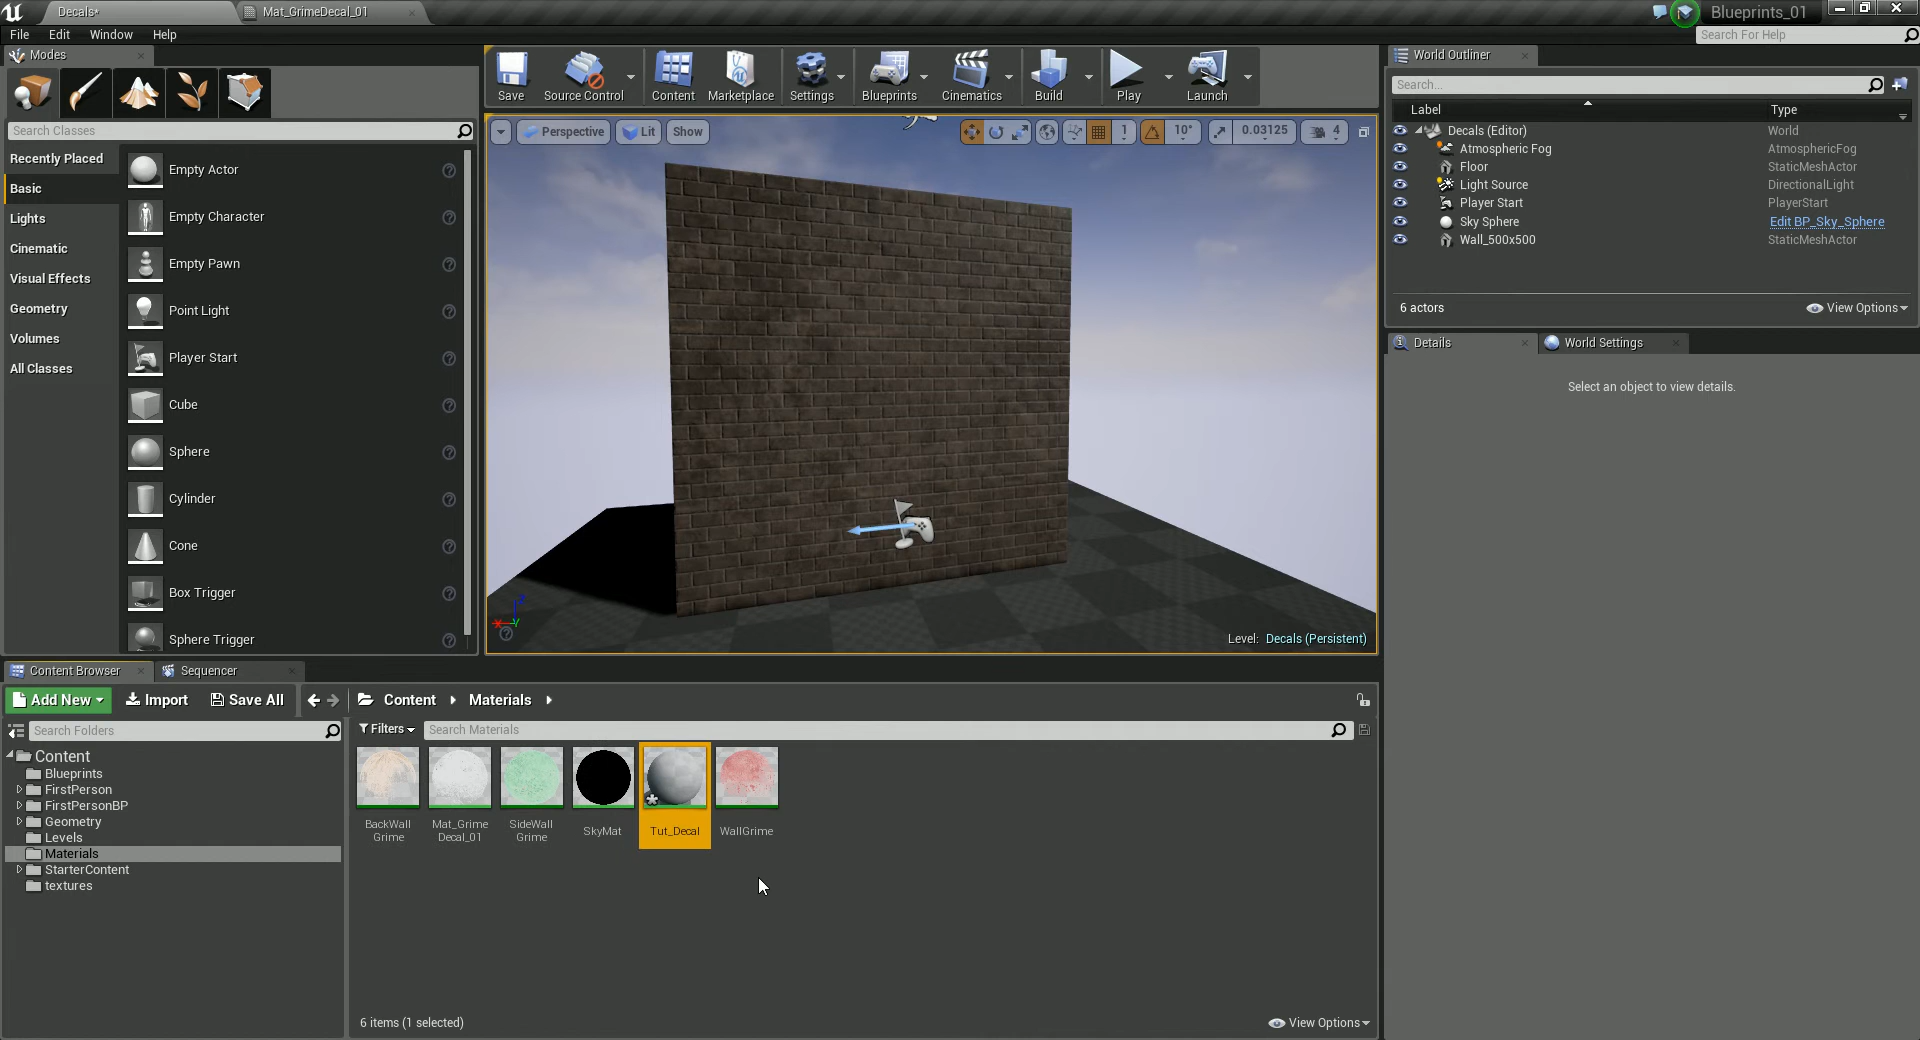 Decals*
Mat_GrimeDecal_01
Blueprints_01
File Edit Window Help
Search For Help
Modes
Search Classes
Recently Placed
Basic
Lights
Cinematic
Visual Effects
Geometry
Volumes
All Classes
Empty Actor
Empty Character
Empty Pawn
Point Light
Player Start
Cube
Sphere
Cylinder
Cone
Box Trigger
Sphere Trigger
Save
Source Control
Content
Marketplace
Settings
Blueprints
Cinematics
Build
Play
Launch
Perspective Lit Show
1 10° 0.03125 4
Level: Decals (Persistent)
World Outliner
Search...
Label Type
Decals (Editor) World
Atmospheric Fog AtmosphericFog
Floor StaticMeshActor
Light Source DirectionalLight
Player Start PlayerStart
Sky Sphere Edit BP_Sky_Sphere
Wall_500x500 StaticMeshActor
6 actors
View Options
Details
World Settings
Select an object to view details.
Content Browser
Sequencer
Add New Import Save All
Content Materials
Search Folders
Filters
Search Materials
Content
Blueprints
FirstPerson
FirstPersonBP
Geometry
Levels
Materials
StarterContent
textures
BackWall
Grime
Mat_Grime
Decal_01
SideWall
Grime
SkyMat
Tut_Decal
WallGrime
6 items (1 selected)
View Options